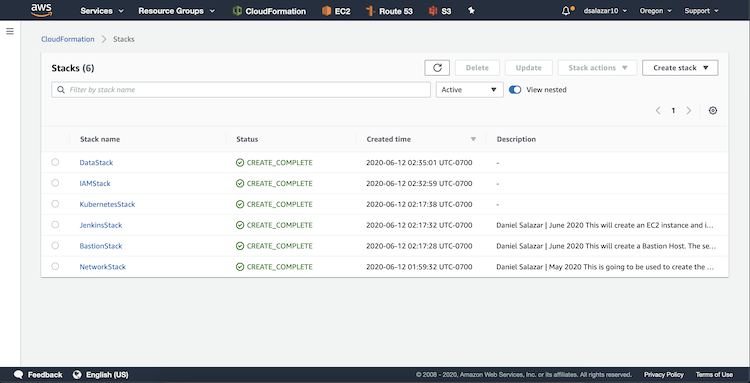 aws Services Resource Groups CloudFormation EC2 Route 53 S3 dsalazar10 Oregon Support
CloudFormation > Stacks
Stacks (6) Delete Update Stack actions Create stack
Filter by stack name Active View nested
1
Stack name Status Created time Description
DataStack CREATE_COMPLETE 2020-06-12 02:35:01 UTC-0700 -
IAMStack CREATE_COMPLETE 2020-06-12 02:32:59 UTC-0700 -
KubernetesStack CREATE_COMPLETE 2020-06-12 02:17:38 UTC-0700 -
JenkinsStack CREATE_COMPLETE 2020-06-12 02:17:32 UTC-0700 Daniel Salazar | June 2020 This will create an EC2 instance and i...
BastionStack CREATE_COMPLETE 2020-06-12 02:17:28 UTC-0700 Daniel Salazar | June 2020 This will create a Bastion Host. The se...
NetworkStack CREATE_COMPLETE 2020-06-12 01:59:32 UTC-0700 Daniel Salazar | May 2020 This is going to be used to create the ...
Feedback English (US) © 2008 - 2020, Amazon Web Services, Inc. or its affiliates. All rights reserved. Privacy Policy Terms of Use